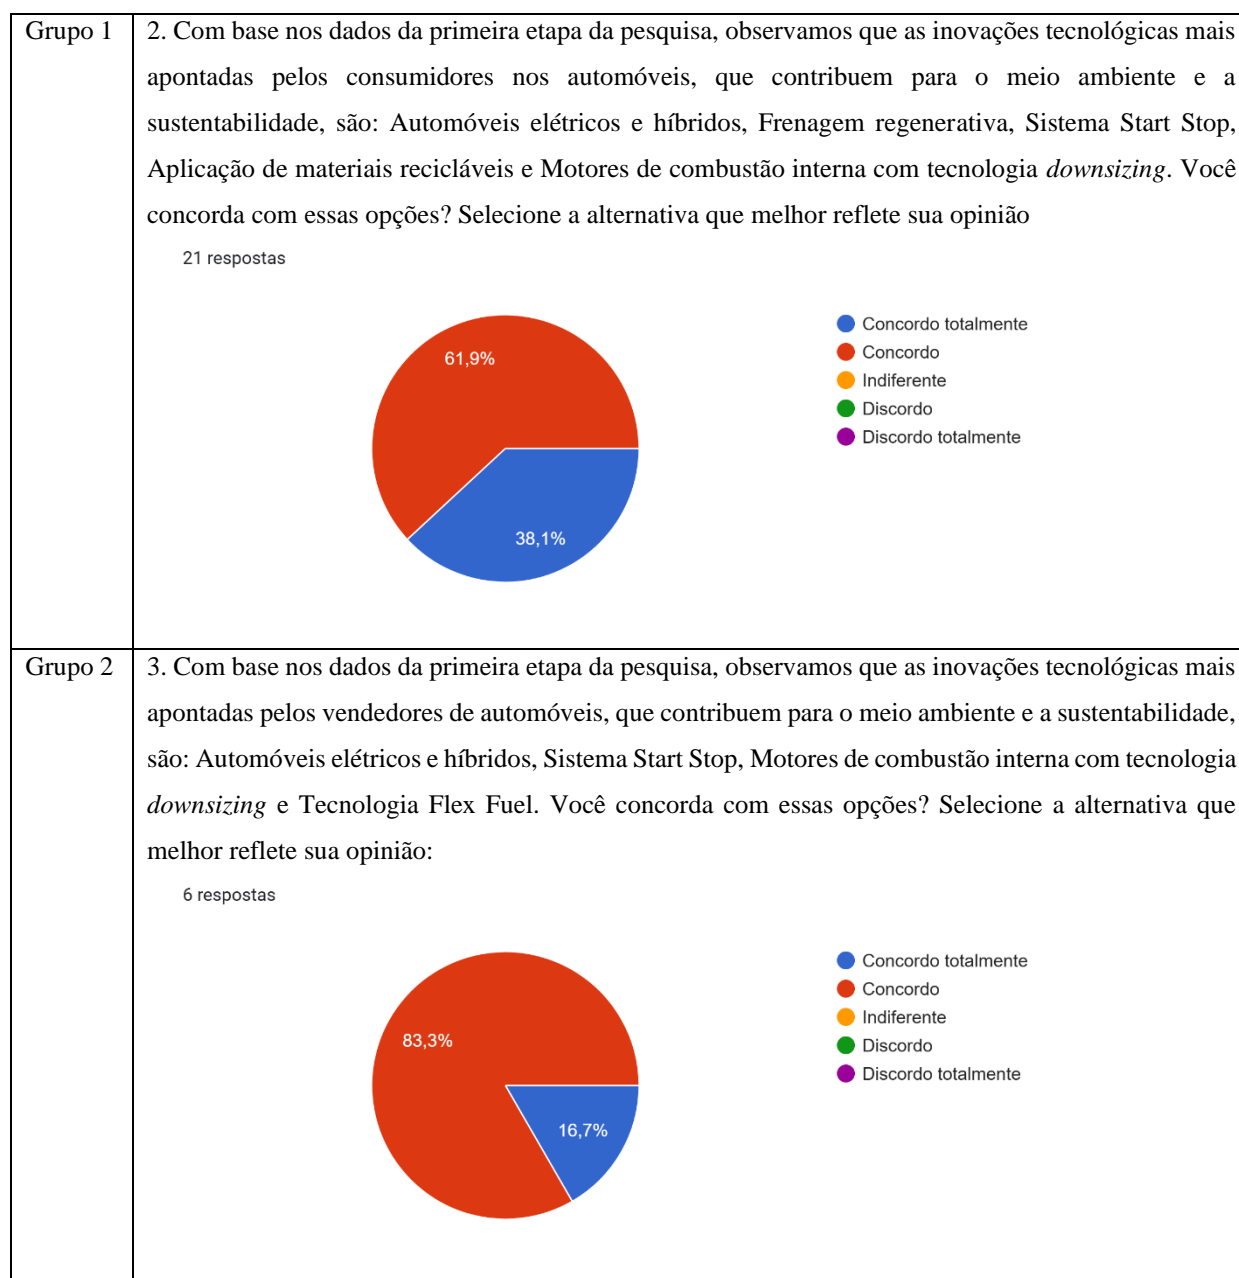 Grupo 1
2. Com base nos dados da primeira etapa da pesquisa, observamos que as inovações tecnológicas mais
apontadas pelos consumidores nos automóveis, que contribuem para o meio ambiente e a
sustentabilidade, são: Automóveis elétricos e híbridos, Frenagem regenerativa, Sistema Start Stop,
Aplicação de materiais recicláveis e Motores de combustão interna com tecnologia downsizing. Você
concorda com essas opções? Selecione a alternativa que melhor reflete sua opinião
21 respostas
61,9%
38,1%
Concordo totalmente
Concordo
Indiferente
Discordo
Discordo totalmente
Grupo 2
3. Com base nos dados da primeira etapa da pesquisa, observamos que as inovações tecnológicas mais
apontadas pelos vendedores de automóveis, que contribuem para o meio ambiente e a sustentabilidade,
são: Automóveis elétricos e híbridos, Sistema Start Stop, Motores de combustão interna com tecnologia
downsizing e Tecnologia Flex Fuel. Você concorda com essas opções? Selecione a alternativa que
melhor reflete sua opinião:
6 respostas
83,3%
16,7%
Concordo totalmente
Concordo
Indiferente
Discordo
Discordo totalmente